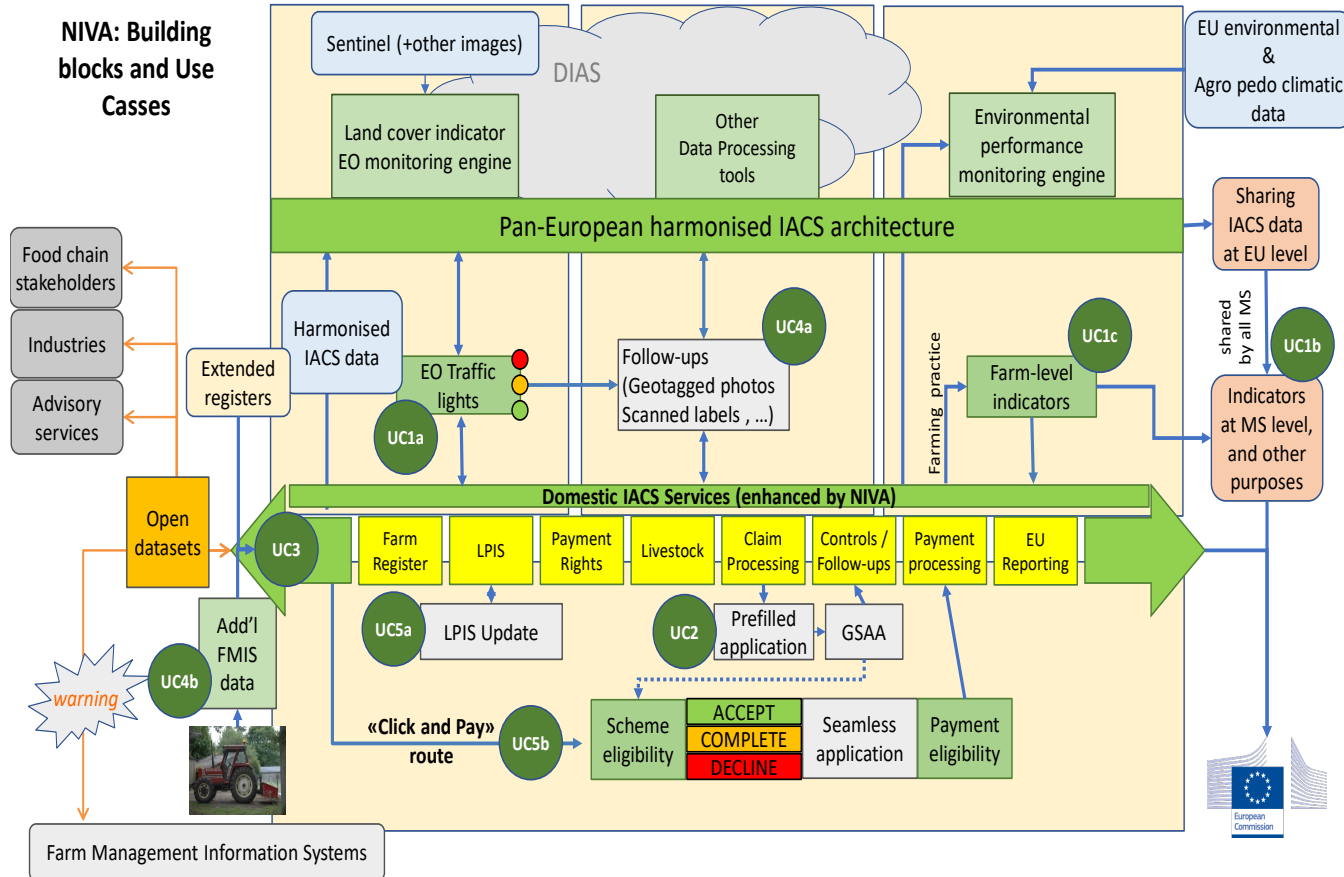 NIVA: Building
blocks and Use
Casses
Sentinel (+other images)
DIAS
EU environmental
&
Agro pedo climatic
data
Land cover indicator
EO monitoring engine
Other
Data Processing
tools
Environmental
performance
monitoring engine
Pan-European harmonised IACS architecture
Sharing
IACS data
at EU level
Food chain
stakeholders
Industries
Advisory
services
Extended
registers
Harmonised
IACS data
EO Traffic
lights
UC1a
UC4a
Follow-ups
(Geotagged photos
Scanned labels , ...)
Farming practice
UC1c
Farm-level
indicators
shared
by all MS
UC1b
Indicators
at MS level,
and other
purposes
Domestic IACS Services (enhanced by NIVA)
Open
datasets
UC3
Farm
Register
LPIS
Payment
Rights
Livestock
Claim
Processing
Controls /
Follow-ups
Payment
processing
EU
Reporting
UC5a
LPIS Update
UC2
Prefilled
application
GSAA
Add'l
FMIS
data
UC4b
warning
«Click and Pay»
route
UC5b
Scheme
eligibility
ACCEPT
COMPLETE
DECLINE
Seamless
application
Payment
eligibility
European
Commission
Farm Management Information Systems